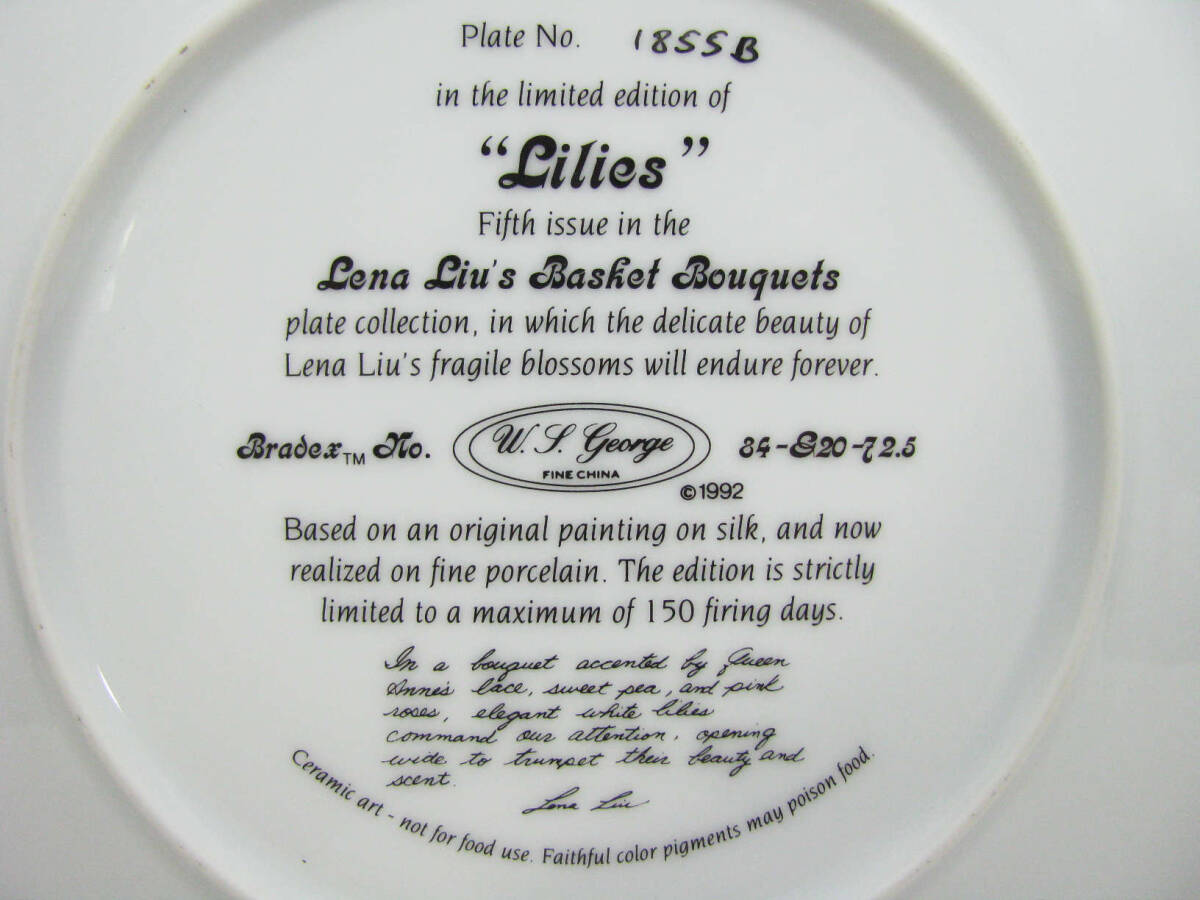 Plate No. 1855B
in the limited edition of
“Lilies”
Fifth issue in the
Lena Liu's Basket Bouquets
plate collection, in which the delicate beauty of
Lena Liu's fragile blossoms will endure forever.
Bradex™ No. W. S. George 84-G20-72.5
FINE CHINA
©1992
Based on an original painting on silk, and now
realized on fine porcelain. The edition is strictly
limited to a maximum of 150 firing days.
In a bouquet accented by Queen
Anne's lace, sweet pea, and pink
roses, elegant white lilies
command our attention, opening
wide to trumpet their beauty and
scent.
Lena Liu
Ceramic art - not for food use. Faithful color pigments may poison food.